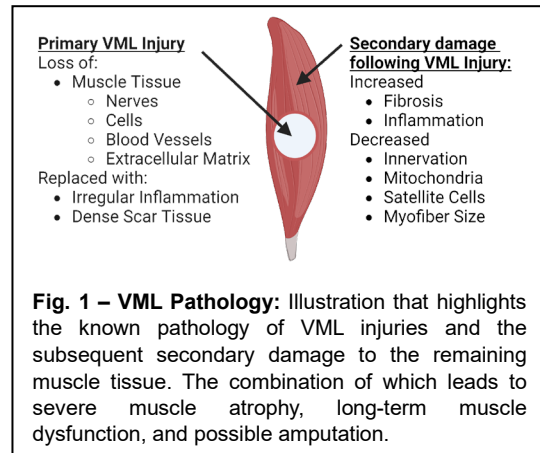 Primary VML Injury
Loss of:
• Muscle Tissue
○ Nerves
○ Cells
○ Blood Vessels
○ Extracellular Matrix
Replaced with:
• Irregular Inflammation
• Dense Scar Tissue
Secondary damage
following VML Injury:
Increased
• Fibrosis
• Inflammation
Decreased
• Innervation
• Mitochondria
• Satellite Cells
• Myofiber Size
Fig. 1 – VML Pathology: Illustration that highlights
the known pathology of VML injuries and the
subsequent secondary damage to the remaining
muscle tissue. The combination of which leads to
severe muscle atrophy, long-term muscle
dysfunction, and possible amputation.